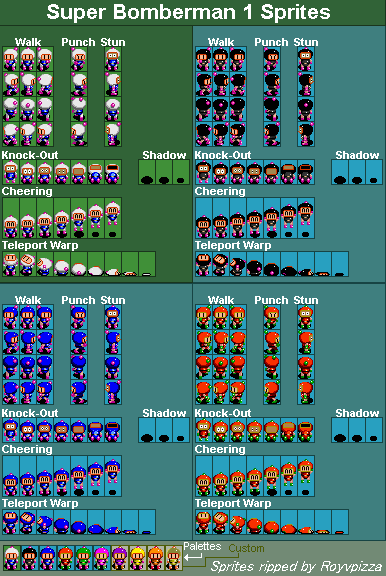 Super Bomberman 1 Sprites
Walk Punch Stun
Walk Punch Stun
Knock-Out Shadow
Knock-Out Shadow
Cheering
Cheering
Teleport Warp
Teleport Warp
Walk Punch Stun
Walk Punch Stun
Knock-Out Shadow
Knock-Out Shadow
Cheering
Cheering
Teleport Warp
Teleport Warp
Palettes Custom
Sprites ripped by Royvpizza